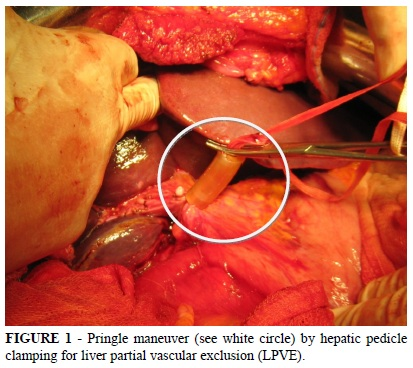 FIGURE 1 - Pringle maneuver (see white circle) by hepatic pedicle
clamping for liver partial vascular exclusion (LPVE).